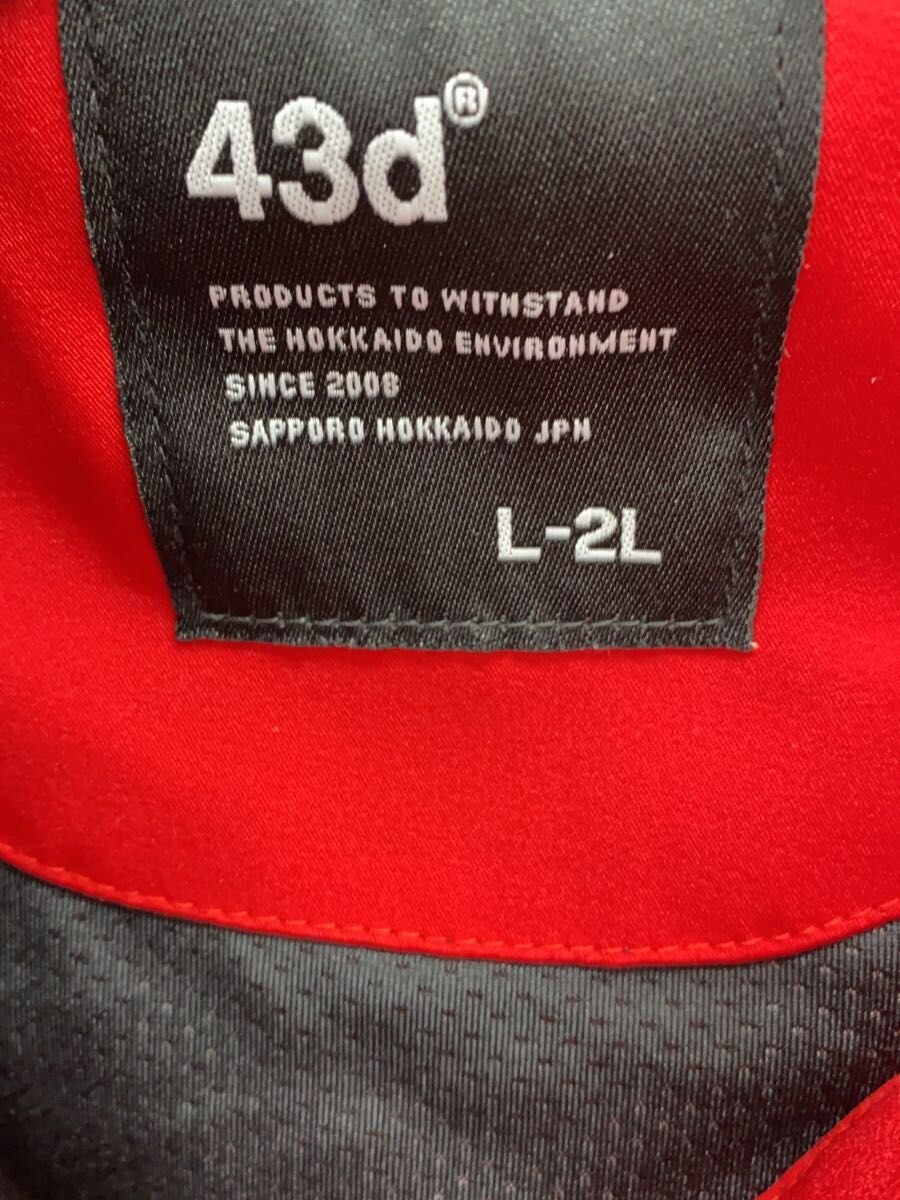 43d®
PRODUCTS TO WITHSTAND
THE HOKKAIDO ENVIRONMENT
SINCE 2008
SAPPORO HOKKAIDO JPN
L-2L